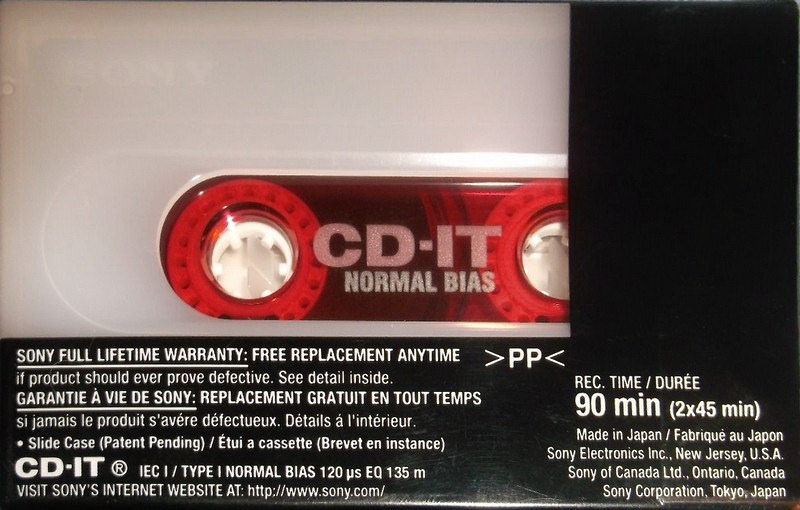 SONY
CD-IT
NORMAL BIAS
SONY FULL LIFETIME WARRANTY: FREE REPLACEMENT ANYTIME
if product should ever prove defective. See detail inside.
GARANTIE À VIE DE SONY: REPLACEMENT GRATUIT EN TOUT TEMPS
si jamais le produit s'avére défectueux. Détails á l'intérieur.
• Slide Case (Patent Pending) / Étui a cassette (Brevet en instance)
CD-IT ® IEC I / TYPE I NORMAL BIAS 120 µs EQ 135 m
VISIT SONY'S INTERNET WEBSITE AT: http://www.sony.com/
>PP<
REC. TIME / DURÉE
90 min (2x45 min)
Made in Japan / Fabriqué au Japon
Sony Electronics Inc., New Jersey, U.S.A.
Sony of Canada Ltd., Ontario, Canada
Sony Corporation, Tokyo, Japan